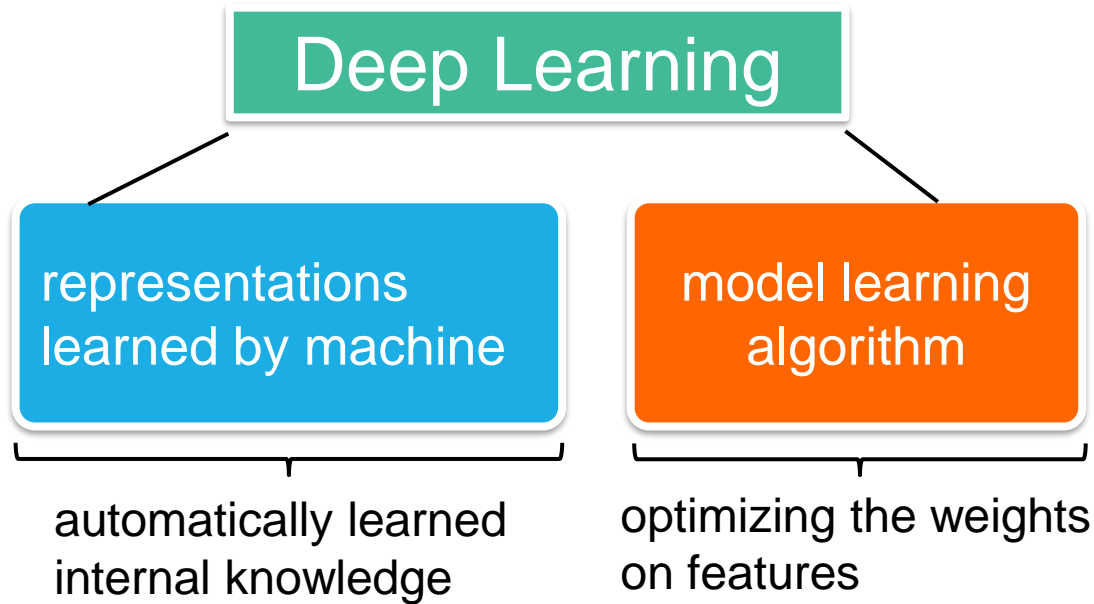 Deep Learning
representations
learned by machine
model learning
algorithm
automatically learned
internal knowledge
optimizing the weights
on features